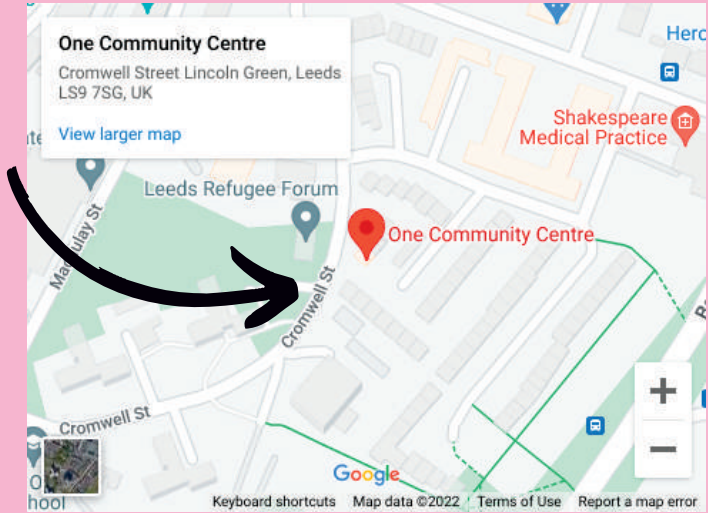 One Community Centre
Cromwell Street Lincoln Green, Leeds
LS9 7SG, UK
View larger map
Shakespeare
Medical Practice
Leeds Refugee Forum
One Community Centre
Macaulay St
Cromwell St
Cromwell St
Google
Keyboard shortcuts
Map data ©2022
Terms of Use
Report a map error